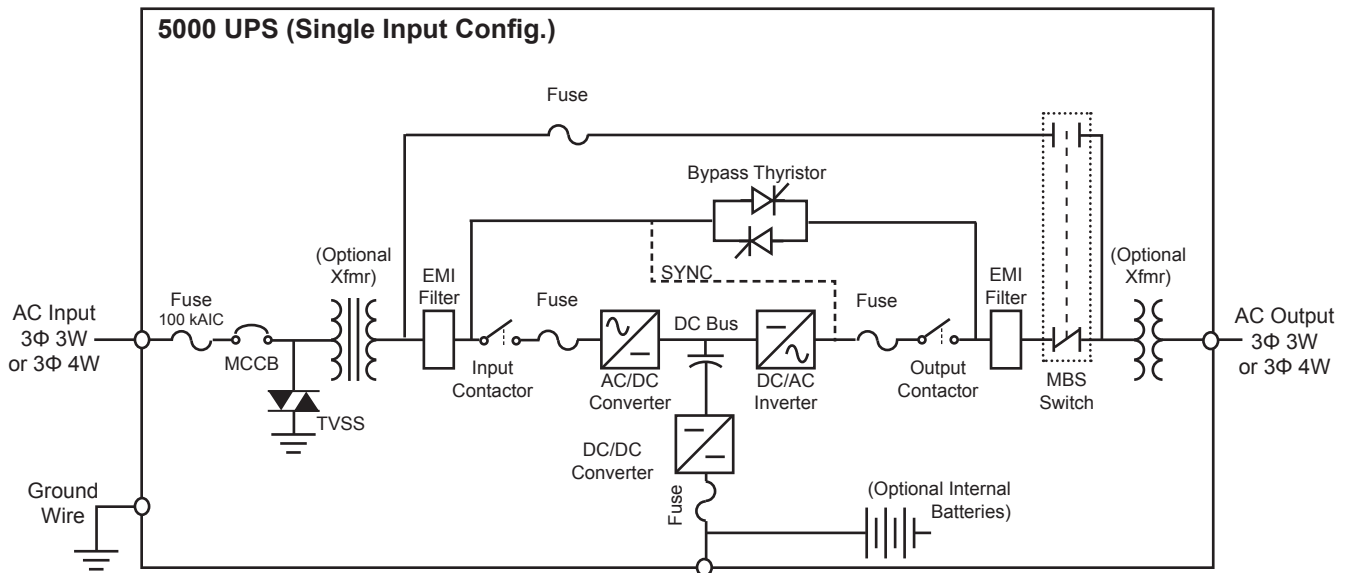 5000 UPS (Single Input Config.)
Fuse
Bypass Thyristor
(Optional
Xfmr)
EMI
Filter
SYNC
EMI
Filter
(Optional
Xfmr)
AC Input
3Φ 3W
or 3Φ 4W
Fuse
100 kAIC
MCCB
TVSS
Input
Contactor
Fuse
AC/DC
Converter
DC Bus
DC/AC
Inverter
Fuse
Output
Contactor
MBS
Switch
AC Output
3Φ 3W
or 3Φ 4W
DC/DC
Converter
Fuse
Ground
Wire
(Optional Internal
Batteries)